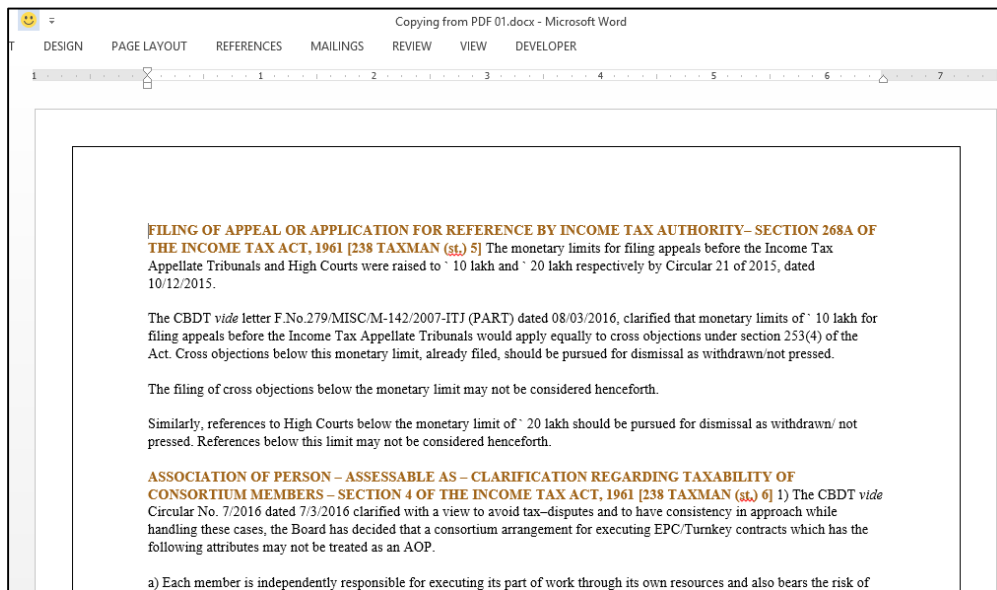 Copying from PDF 01.docx - Microsoft Word
T DESIGN PAGE LAYOUT REFERENCES MAILINGS REVIEW VIEW DEVELOPER
1 1 2 3 4 5 6 7
FILING OF APPEAL OR APPLICATION FOR REFERENCE BY INCOME TAX AUTHORITY– SECTION 268A OF
THE INCOME TAX ACT, 1961 [238 TAXMAN (st.) 5] The monetary limits for filing appeals before the Income Tax
Appellate Tribunals and High Courts were raised to ` 10 lakh and ` 20 lakh respectively by Circular 21 of 2015, dated
10/12/2015.
The CBDT vide letter F.No.279/MISC/M-142/2007-ITJ (PART) dated 08/03/2016, clarified that monetary limits of ` 10 lakh for
filing appeals before the Income Tax Appellate Tribunals would apply equally to cross objections under section 253(4) of the
Act. Cross objections below this monetary limit, already filed, should be pursued for dismissal as withdrawn/not pressed.
The filing of cross objections below the monetary limit may not be considered henceforth.
Similarly, references to High Courts below the monetary limit of ` 20 lakh should be pursued for dismissal as withdrawn/ not
pressed. References below this limit may not be considered henceforth.
ASSOCIATION OF PERSON – ASSESSABLE AS – CLARIFICATION REGARDING TAXABILITY OF
CONSORTIUM MEMBERS – SECTION 4 OF THE INCOME TAX ACT, 1961 [238 TAXMAN (st.) 6] 1) The CBDT vide
Circular No. 7/2016 dated 7/3/2016 clarified with a view to avoid tax–disputes and to have consistency in approach while
handling these cases, the Board has decided that a consortium arrangement for executing EPC/Turnkey contracts which has the
following attributes may not be treated as an AOP.
a) Each member is independently responsible for executing its part of work through its own resources and also bears the risk of